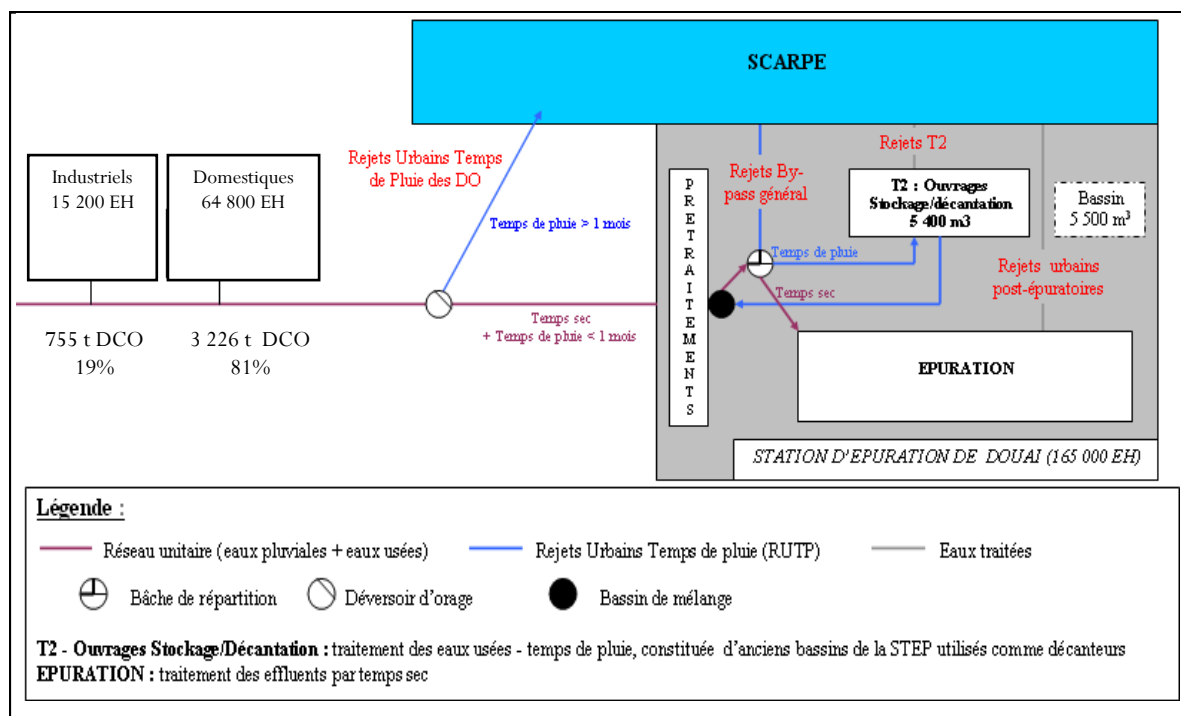 SCARPE
Industriels
15 200 EH
Domestiques
64 800 EH
755 t DCO
19%
3 226 t DCO
81%
Rejets Urbains Temps
de Pluie des DO
Temps de pluie > 1 mois
Temps sec
+ Temps de pluie < 1 mois
P
R
E
T
R
A
I
T
E
M
E
N
T
S
Rejets By-
pass général
Rejets T2
T2 : Ouvrages
Stockage/décantation
5 400 m3
Bassin
5 500 m³
Temps de pluie
Temps sec
Rejets urbains
post-épuratoires
EPURATION
STATION D'EPURATION DE DOUAI (165 000 EH)
Légende :
Réseau unitaire (eaux pluviales + eaux usées)
Rejets Urbains Temps de pluie (RUTP)
Eaux traitées
Bâche de répartition
Déversoir d'orage
Bassin de mélange
T2 - Ouvrages Stockage/Décantation : traitement des eaux usées - temps de pluie, constituée d'anciens bassins de la STEP utilisés comme décanteurs
EPURATION : traitement des effluents par temps sec